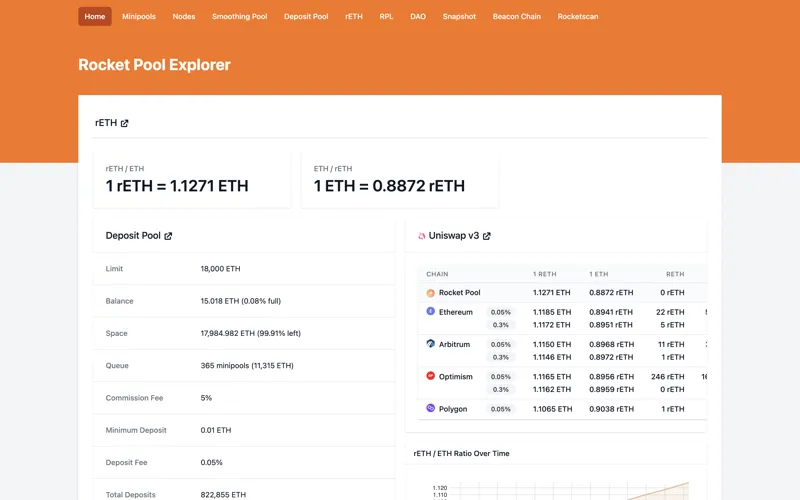 Home Minipools Nodes Smoothing Pool Deposit Pool rETH RPL DAO Snapshot Beacon Chain Rocketscan
Rocket Pool Explorer
rETH
rETH / ETH
1 rETH = 1.1271 ETH
ETH / rETH
1 ETH = 0.8872 rETH
Deposit Pool
Limit 18,000 ETH
Balance 15.018 ETH (0.08% full)
Space 17,984.982 ETH (99.91% left)
Queue 365 minipools (11,315 ETH)
Commission Fee 5%
Minimum Deposit 0.01 ETH
Deposit Fee 0.05%
Total Deposits 822,855 ETH
Uniswap v3
CHAIN 1 RETH 1 ETH RETH
Rocket Pool 1.1271 ETH 0.8872 rETH 0 rETH
Ethereum 0.05% 1.1185 ETH 0.8941 rETH 22 rETH
0.3% 1.1172 ETH 0.8951 rETH 5 rETH
Arbitrum 0.05% 1.1150 ETH 0.8968 rETH 11 rETH
0.3% 1.1146 ETH 0.8972 rETH 1 rETH
Optimism 0.05% 1.1165 ETH 0.8956 rETH 246 rETH 16
0.3% 1.1162 ETH 0.8959 rETH 0 rETH
Polygon 0.05% 1.1065 ETH 0.9038 rETH 1 rETH
rETH / ETH Ratio Over Time
1.120
1.110